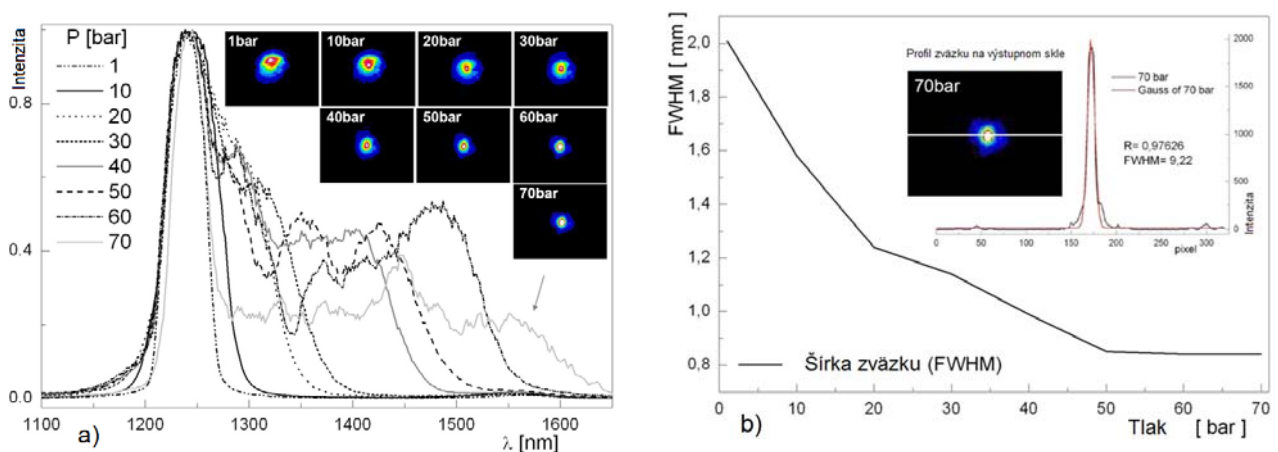 P [bar]
Intenzita
1
10
20
30
40
50
60
70
0.8
0.4
0.0
1bar
10bar
20bar
30bar
40bar
50bar
60bar
70bar
1100 1200 1300 1400 1500 1600
λ [nm]
a)
FWHM [ mm]
2,0
1,8
1,6
1,4
1,2
1,0
0,8
Profil zväzku na výstupnom skle
70bar
70 bar
Gauss of 70 bar
R= 0,97626
FWHM= 9,22
2000
1500
1000
500
0
Intenzita
0 50 100 150 200 250 300
pixel
Šírka zväzku (FWHM)
0 10 20 30 40 50 60 70
Tlak [ bar]
b)